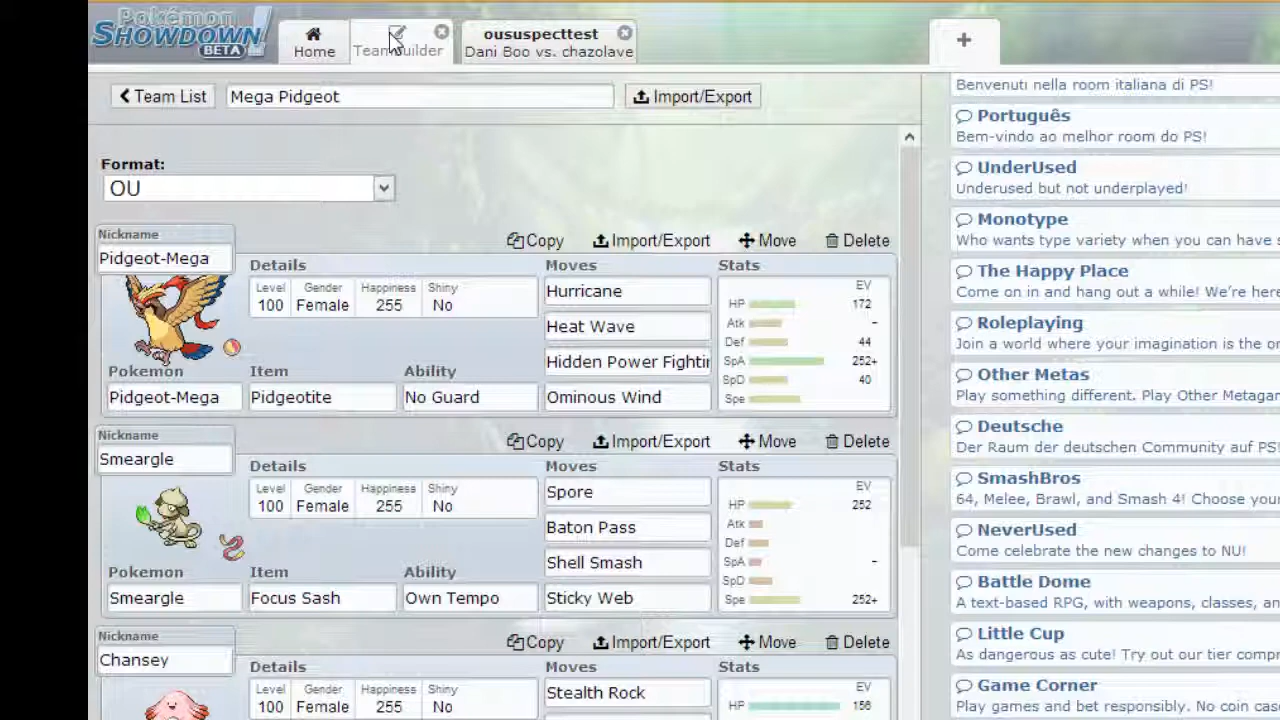 Pokémon
SHOWDOWN!
BETA
Home
Teambuilder
oususpecttest
Dani Boo vs. chazolave
+
Team List
Mega Pidgeot
Import/Export
Format:
OU
Nickname
Pidgeot-Mega
Copy
Import/Export
Move
Delete
Details
Level
100
Gender
Female
Happiness
255
Shiny
No
Pokemon
Pidgeot-Mega
Item
Pidgeotite
Ability
No Guard
Moves
Hurricane
Heat Wave
Hidden Power Fightin
Ominous Wind
Stats
EV
HP 172
Atk -
Def 44
SpA 252+
SpD 40
Spe
Nickname
Smeargle
Copy
Import/Export
Move
Delete
Details
Level
100
Gender
Female
Happiness
255
Shiny
No
Pokemon
Smeargle
Item
Focus Sash
Ability
Own Tempo
Moves
Spore
Baton Pass
Shell Smash
Sticky Web
Stats
EV
HP 252
Atk
Def
SpA -
SpD
Spe 252+
Nickname
Chansey
Copy
Import/Export
Move
Delete
Details
Level
100
Gender
Female
Happiness
255
Shiny
No
Moves
Stealth Rock
Stats
EV
HP 156
Benvenuti nella room italiana di PS!
Português
Bem-vindo ao melhor room do PS!
UnderUsed
Underused but not underplayed!
Monotype
Who wants type variety when you can have s
The Happy Place
Come on in and hang out a while! We're here
Roleplaying
Join a world where your imagination is the on
Other Metas
Play something different. Play Other Metagan
Deutsche
Der Raum der deutschen Community auf PS!
SmashBros
64, Melee, Brawl, and Smash 4! Choose your
NeverUsed
Come celebrate the new changes to NU!
Battle Dome
A text-based RPG, with weapons, classes, an
Little Cup
As dangerous as cute! Try out our tier compe
Game Corner
Play games and bet responsibly. No coin cas